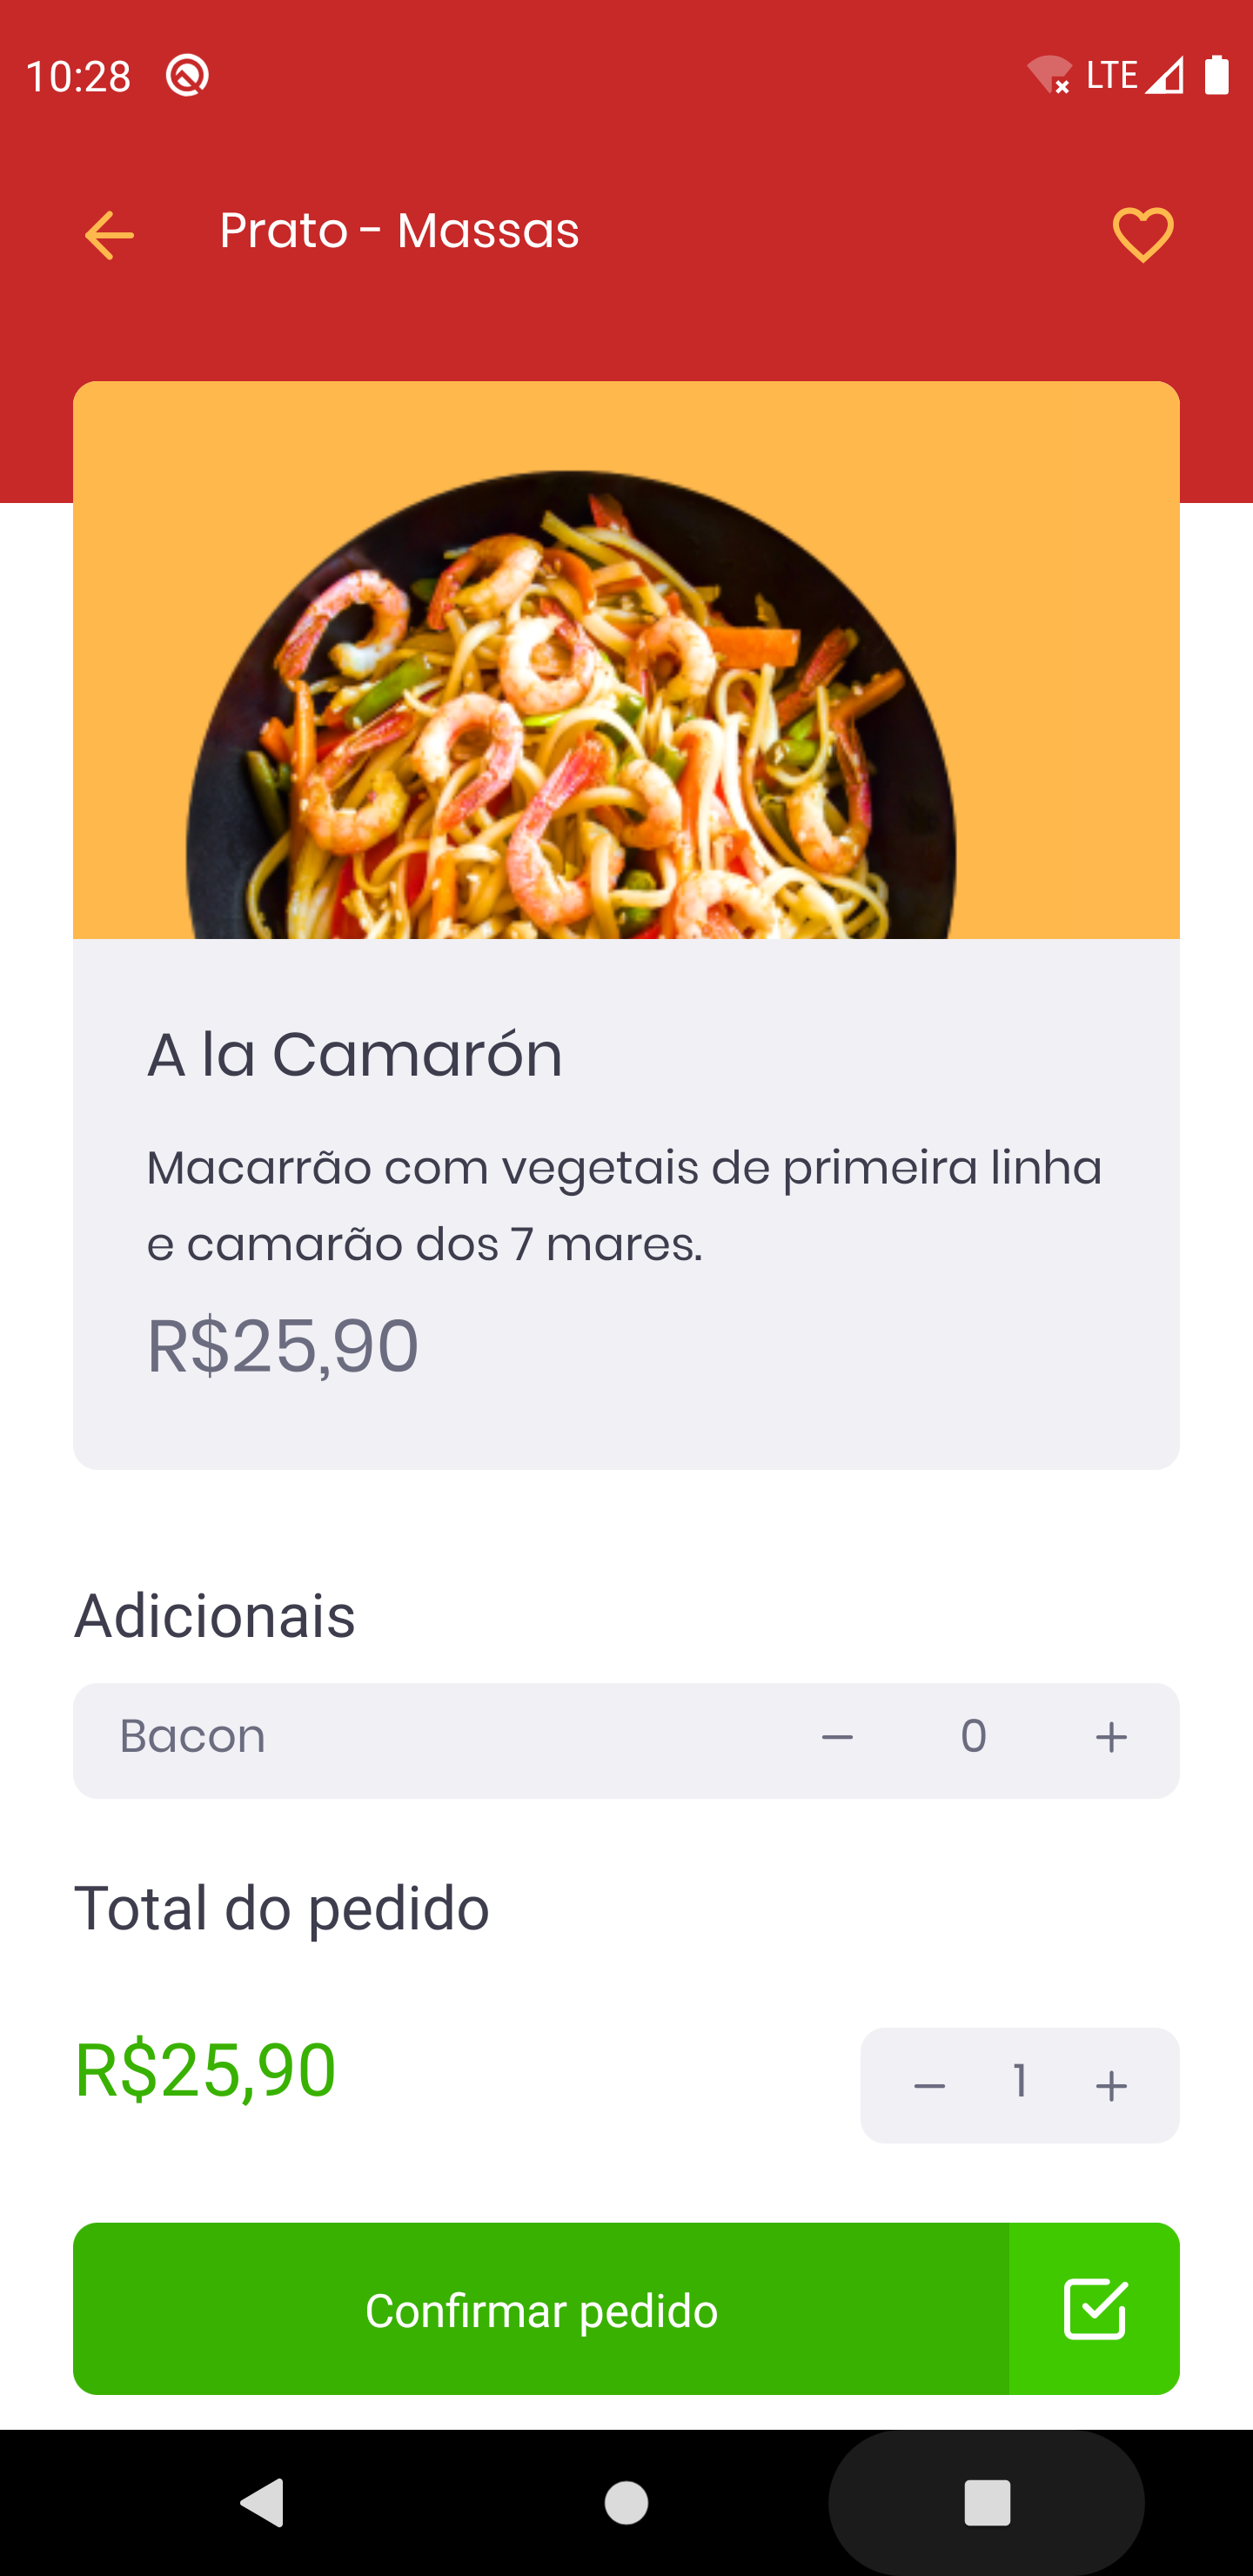 10:28 LTE
Prato - Massas
A la Camarón
Macarrão com vegetais de primeira linha
e camarão dos 7 mares.
R$25,90
Adicionais
Bacon 0
Total do pedido
R$25,90 1
Confirmar pedido